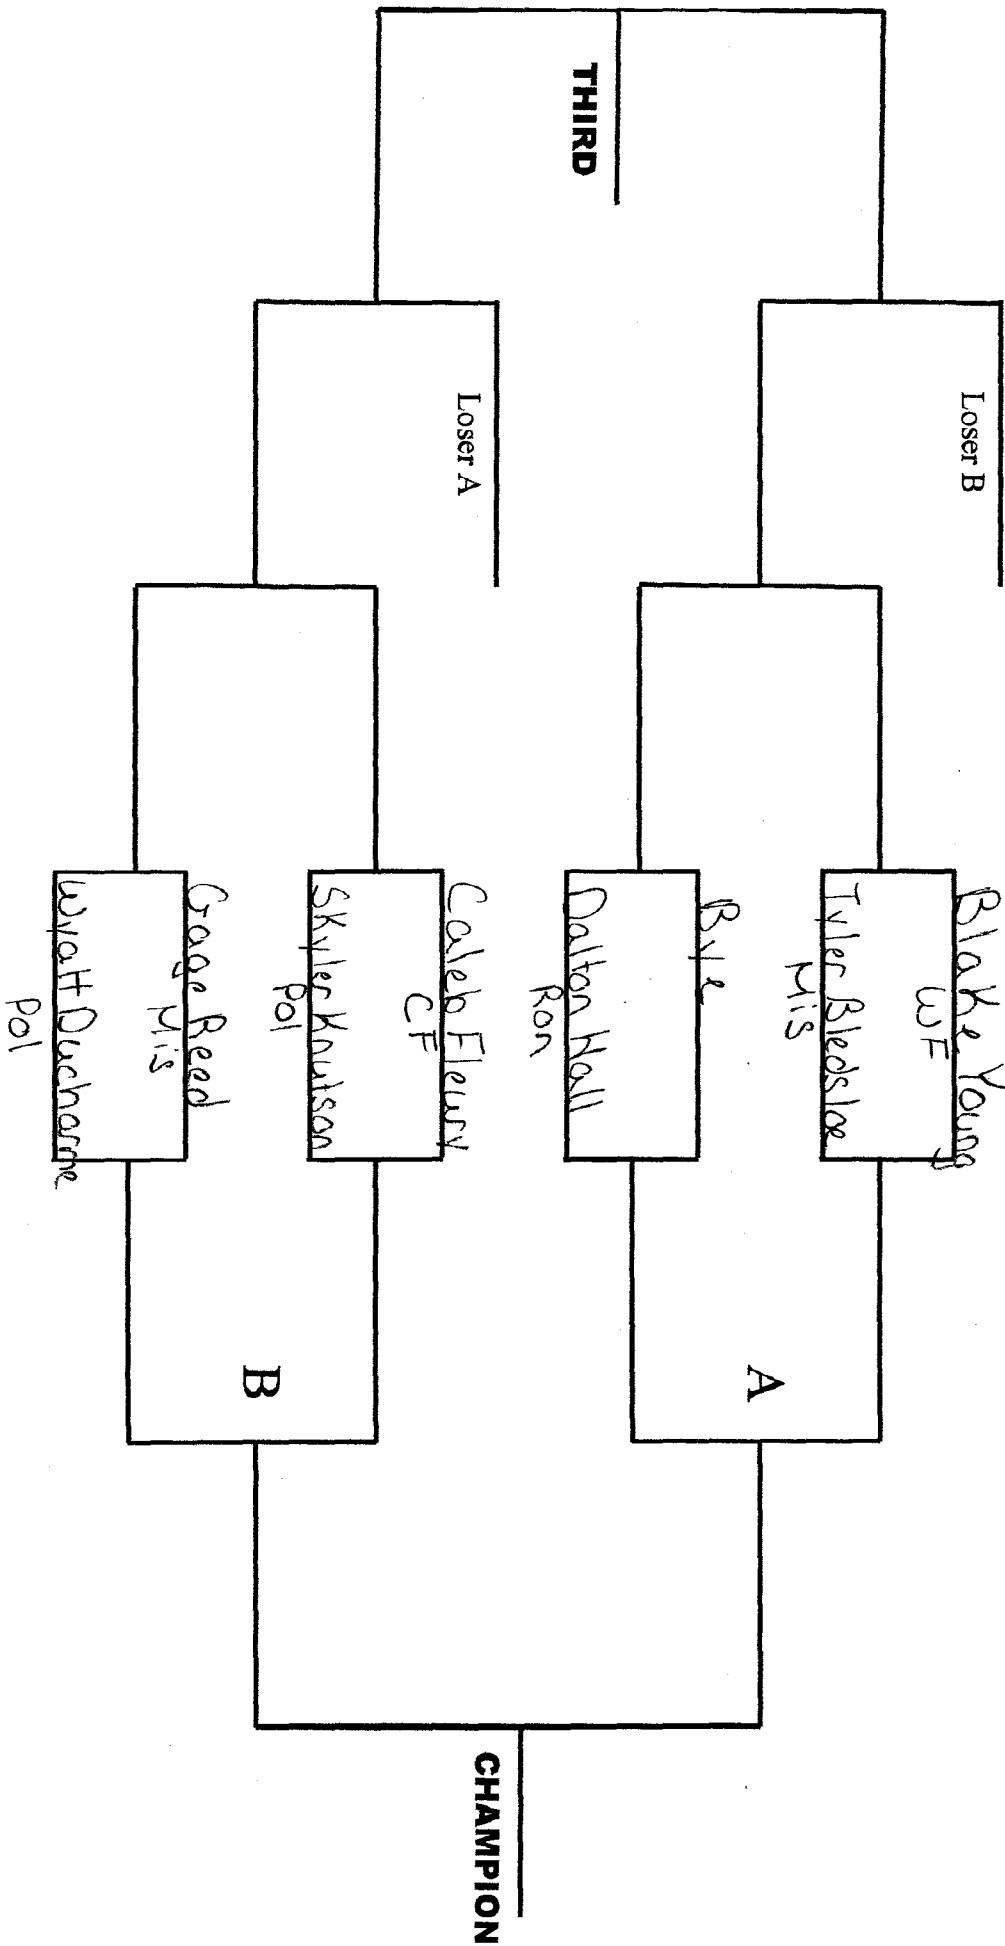 Blake Young
WF
Tyler Bledsloe
Mis
Loser B
A
Bye
Dalton Hall
Ron
THIRD
CHAMPION
Caleb Fleury
CF
Loser A
Skyler Knutson
Pol
B
Gage Reed
Mis
Wyatt Ducharme
Pol